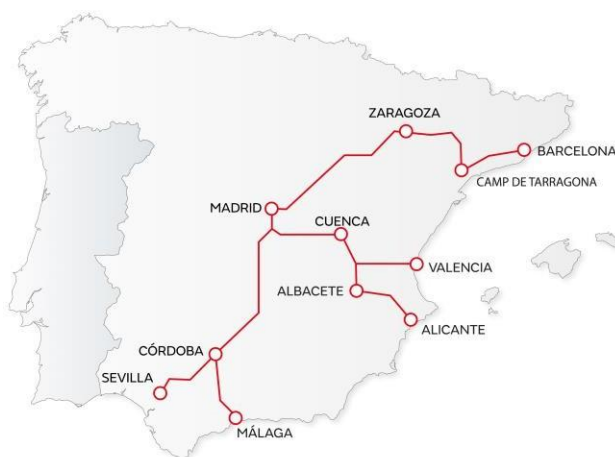 ZARAGOZA
BARCELONA
CAMP DE TARRAGONA
MADRID
CUENCA
VALENCIA
ALBACETE
ALICANTE
CÓRDOBA
SEVILLA
MÁLAGA